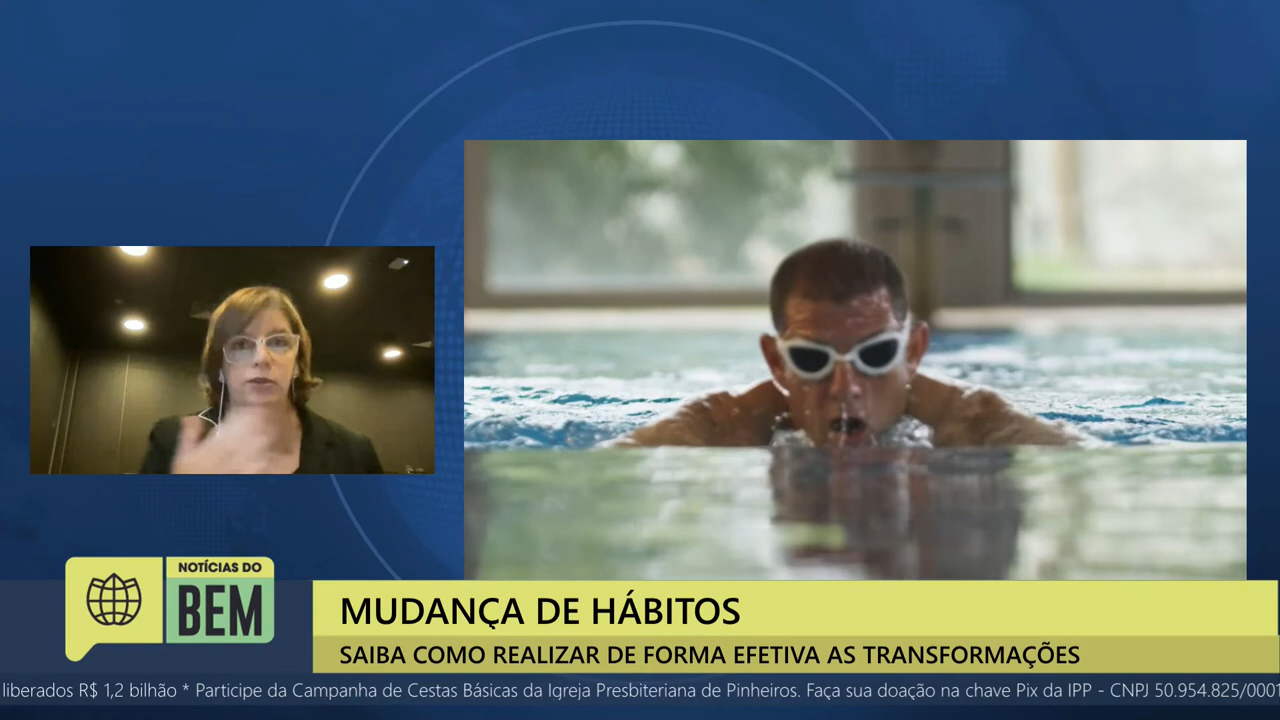 NOTÍCIAS DO
BEM
MUDANÇA DE HÁBITOS
SAIBA COMO REALIZAR DE FORMA EFETIVA AS TRANSFORMAÇÕES
liberados R$ 1,2 bilhão * Participe da Campanha de Cestas Básicas da Igreja Presbiteriana de Pinheiros. Faça sua doação na chave Pix da IPP - CNPJ 50.954.825/0001